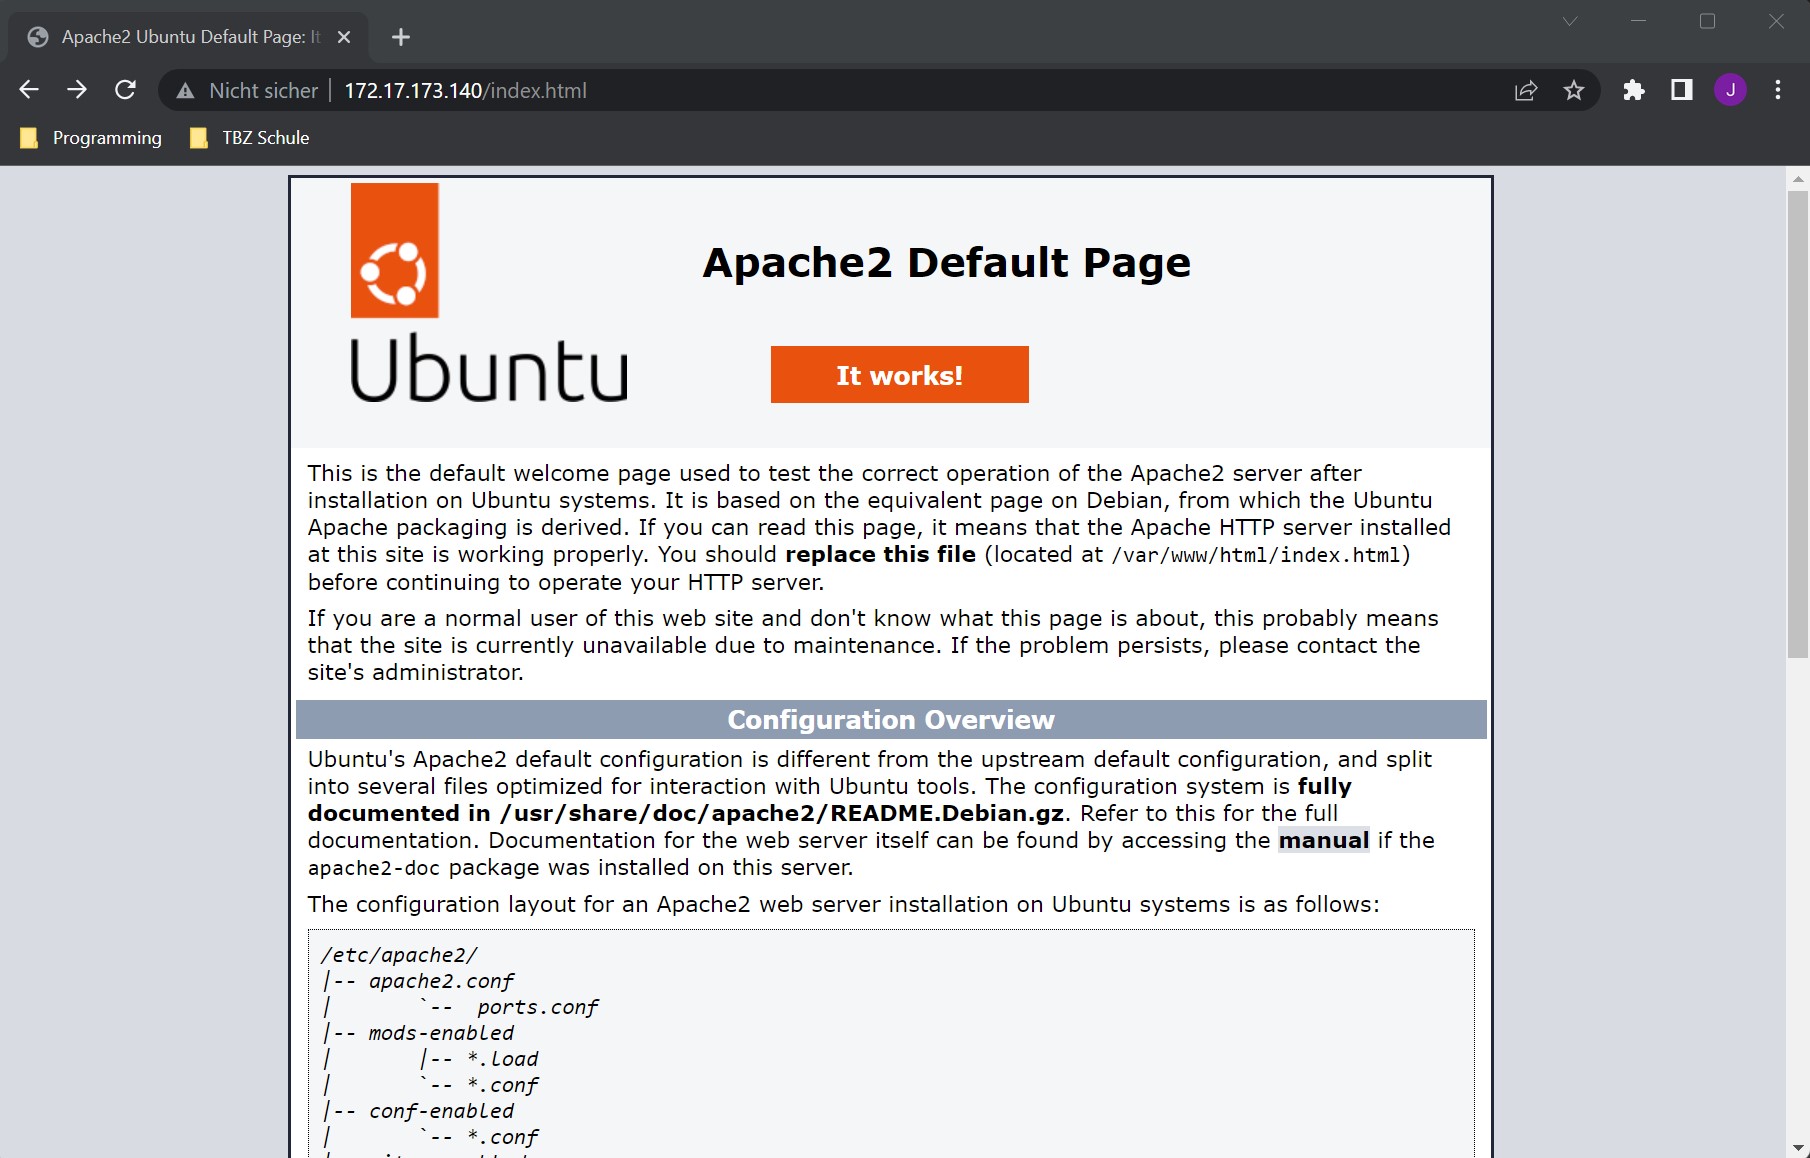 Apache2 Ubuntu Default Page: It
Nicht sicher | 172.17.173.140/index.html
J
Programming TBZ Schule
Apache2 Default Page
Ubuntu
It works!
This is the default welcome page used to test the correct operation of the Apache2 server after
installation on Ubuntu systems. It is based on the equivalent page on Debian, from which the Ubuntu
Apache packaging is derived. If you can read this page, it means that the Apache HTTP server installed
at this site is working properly. You should replace this file (located at /var/www/html/index.html)
before continuing to operate your HTTP server.
If you are a normal user of this web site and don't know what this page is about, this probably means
that the site is currently unavailable due to maintenance. If the problem persists, please contact the
site's administrator.
Configuration Overview
Ubuntu's Apache2 default configuration is different from the upstream default configuration, and split
into several files optimized for interaction with Ubuntu tools. The configuration system is fully
documented in /usr/share/doc/apache2/README.Debian.gz. Refer to this for the full
documentation. Documentation for the web server itself can be found by accessing the manual if the
apache2-doc package was installed on this server.
The configuration layout for an Apache2 web server installation on Ubuntu systems is as follows:
/etc/apache2/
|-- apache2.conf
|       `--  ports.conf
|-- mods-enabled
|       |-- *.load
|       `-- *.conf
|-- conf-enabled
|       `-- *.conf